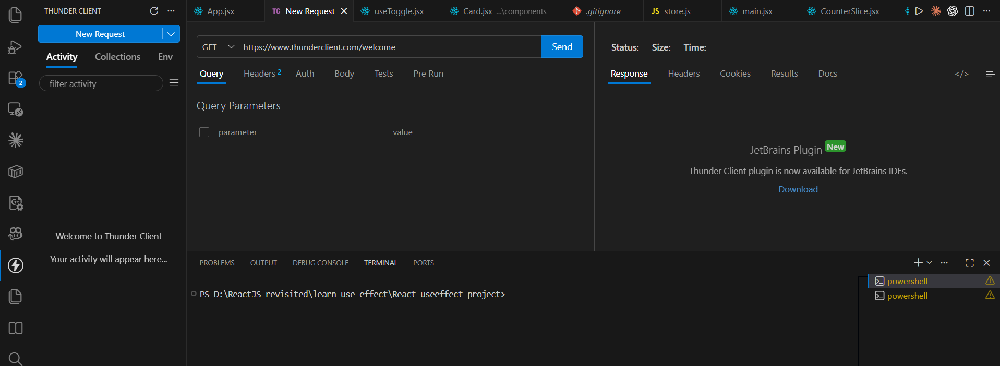 THUNDER CLIENT
New Request
Activity Collections Env
filter activity
Welcome to Thunder Client
Your activity will appear here...
2
App.jsx
TC New Request
useToggle.jsx
Card.jsx ...\components
.gitignore
JS store.js
main.jsx
CounterSlice.jsx
GET https://www.thunderclient.com/welcome Send
Query Headers 2 Auth Body Tests Pre Run
Query Parameters
parameter value
Status: Size: Time:
Response Headers Cookies Results Docs </>
JetBrains Plugin New
Thunder Client plugin is now available for JetBrains IDEs.
Download
PROBLEMS OUTPUT DEBUG CONSOLE TERMINAL PORTS
PS D:\ReactJS-revisited\learn-use-effect\React-useeffect-project>
powershell
powershell